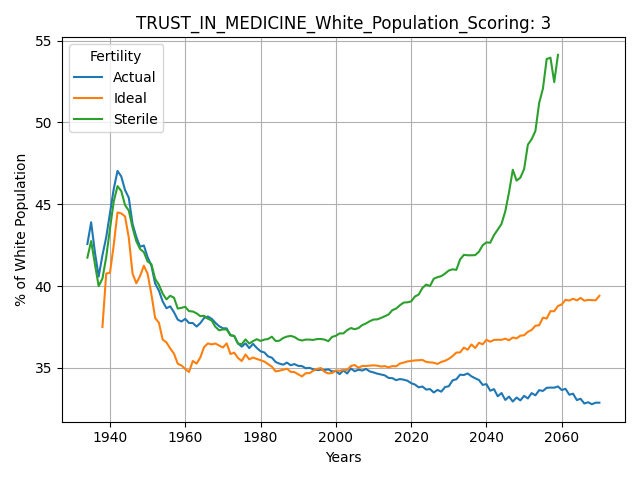 TRUST_IN_MEDICINE_White_Population_Scoring: 3
Fertility
Actual
Ideal
Sterile
% of White Population
55
50
45
40
35
1940 1960 1980 2000 2020 2040 2060
Years